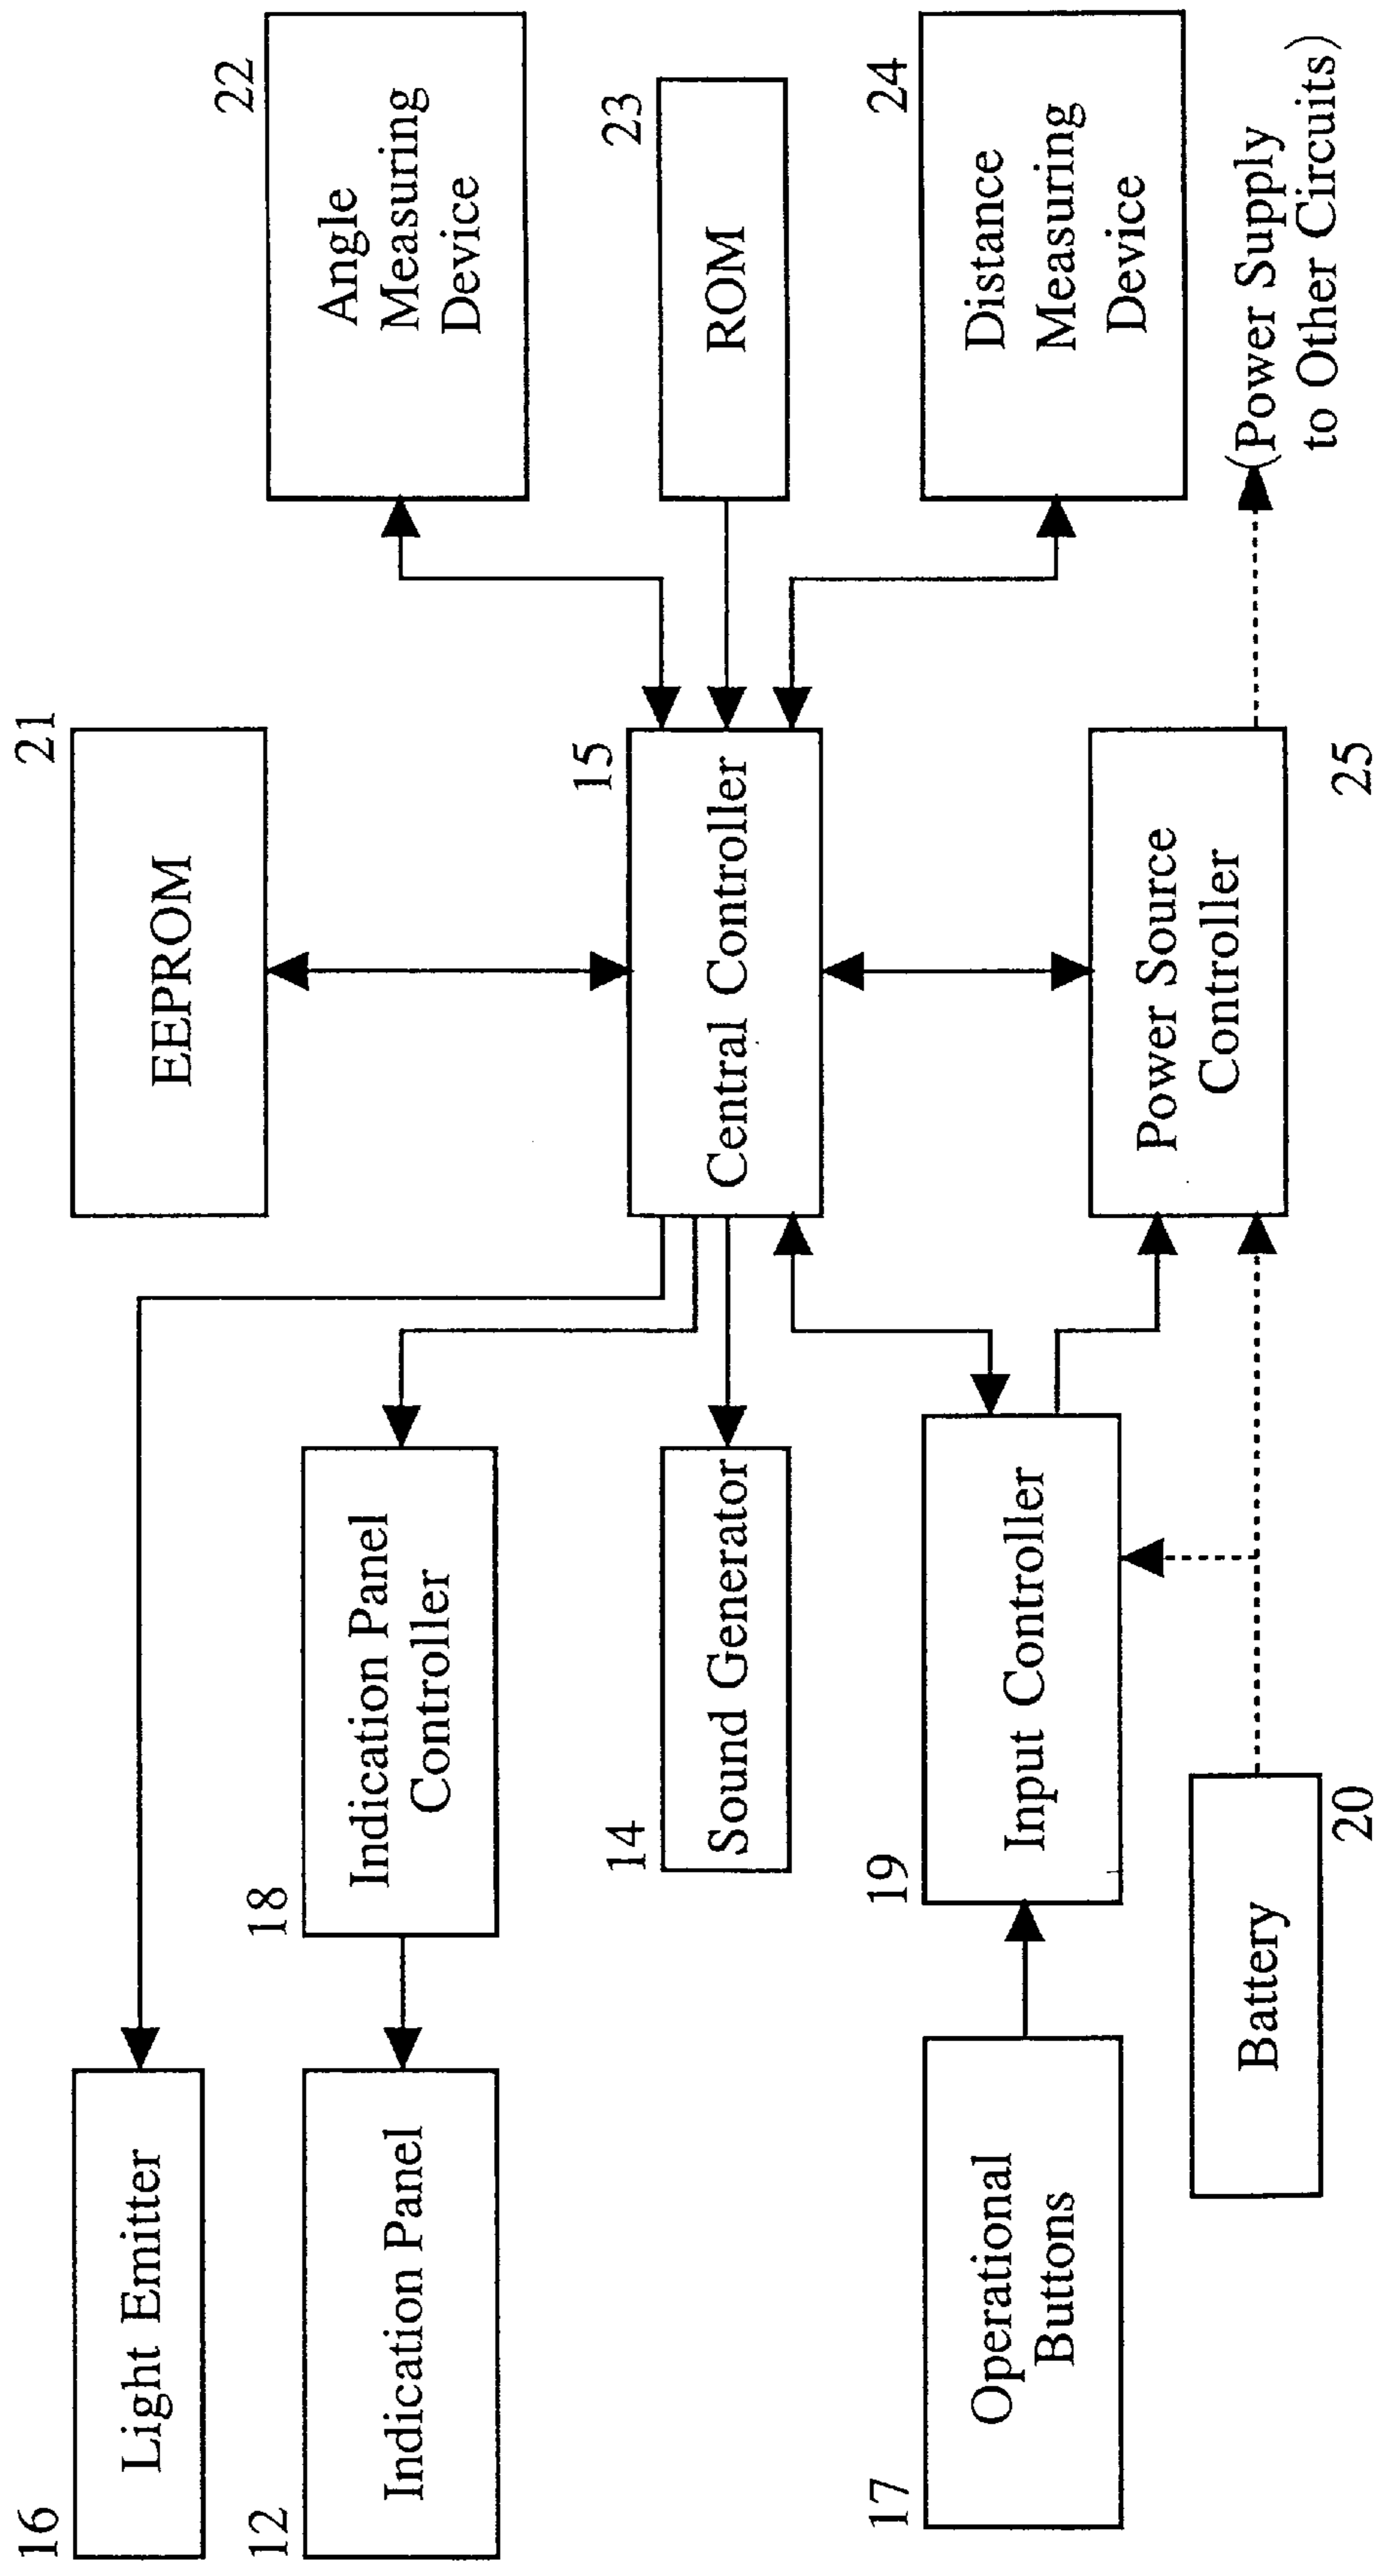 16
Light Emitter
12
Indication Panel
18
Indication Panel
Controller
14
Sound Generator
17
Operational
Buttons
19
Input Controller
Battery
20
21
EEPROM
15
Central Controller
Power Source
Controller
25
22
Angle
Measuring
Device
23
ROM
24
Distance
Measuring
Device
(Power Supply
to Other Circuits)